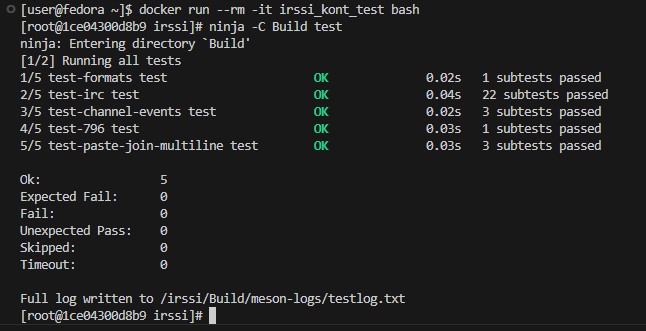 [user@fedora ~]$ docker run --rm -it irssi_kont_test bash
[root@1ce04300d8b9 irssi]# ninja -C Build test
ninja: Entering directory `Build'
[1/2] Running all tests
1/5 test-formats test                   OK              0.02s   1 subtests passed
2/5 test-irc test                       OK              0.04s   22 subtests passed
3/5 test-channel-events test            OK              0.02s   3 subtests passed
4/5 test-796 test                       OK              0.03s   1 subtests passed
5/5 test-paste-join-multiline test      OK              0.03s   3 subtests passed
Ok:                 5
Expected Fail:      0
Fail:               0
Unexpected Pass:    0
Skipped:            0
Timeout:            0
Full log written to /irssi/Build/meson-logs/testlog.txt
[root@1ce04300d8b9 irssi]#